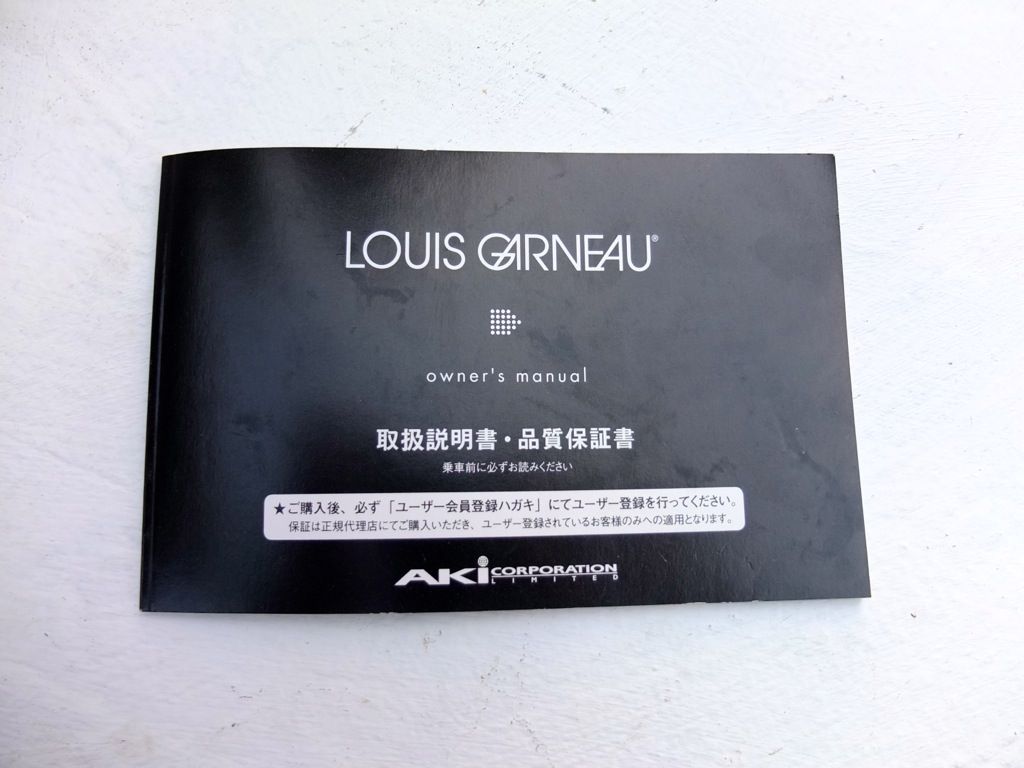 LOUIS GARNEAU®
owner's manual
取扱説明書・品質保証書
乗車前に必ずお読みください
★ご購入後、必ず「ユーザー会員登録ハガキ」にてユーザー登録を行ってください。
保証は正規代理店にてご購入いただき、ユーザー登録されているお客様のみへの適用となります。
AKi CORPORATION
LIMITED